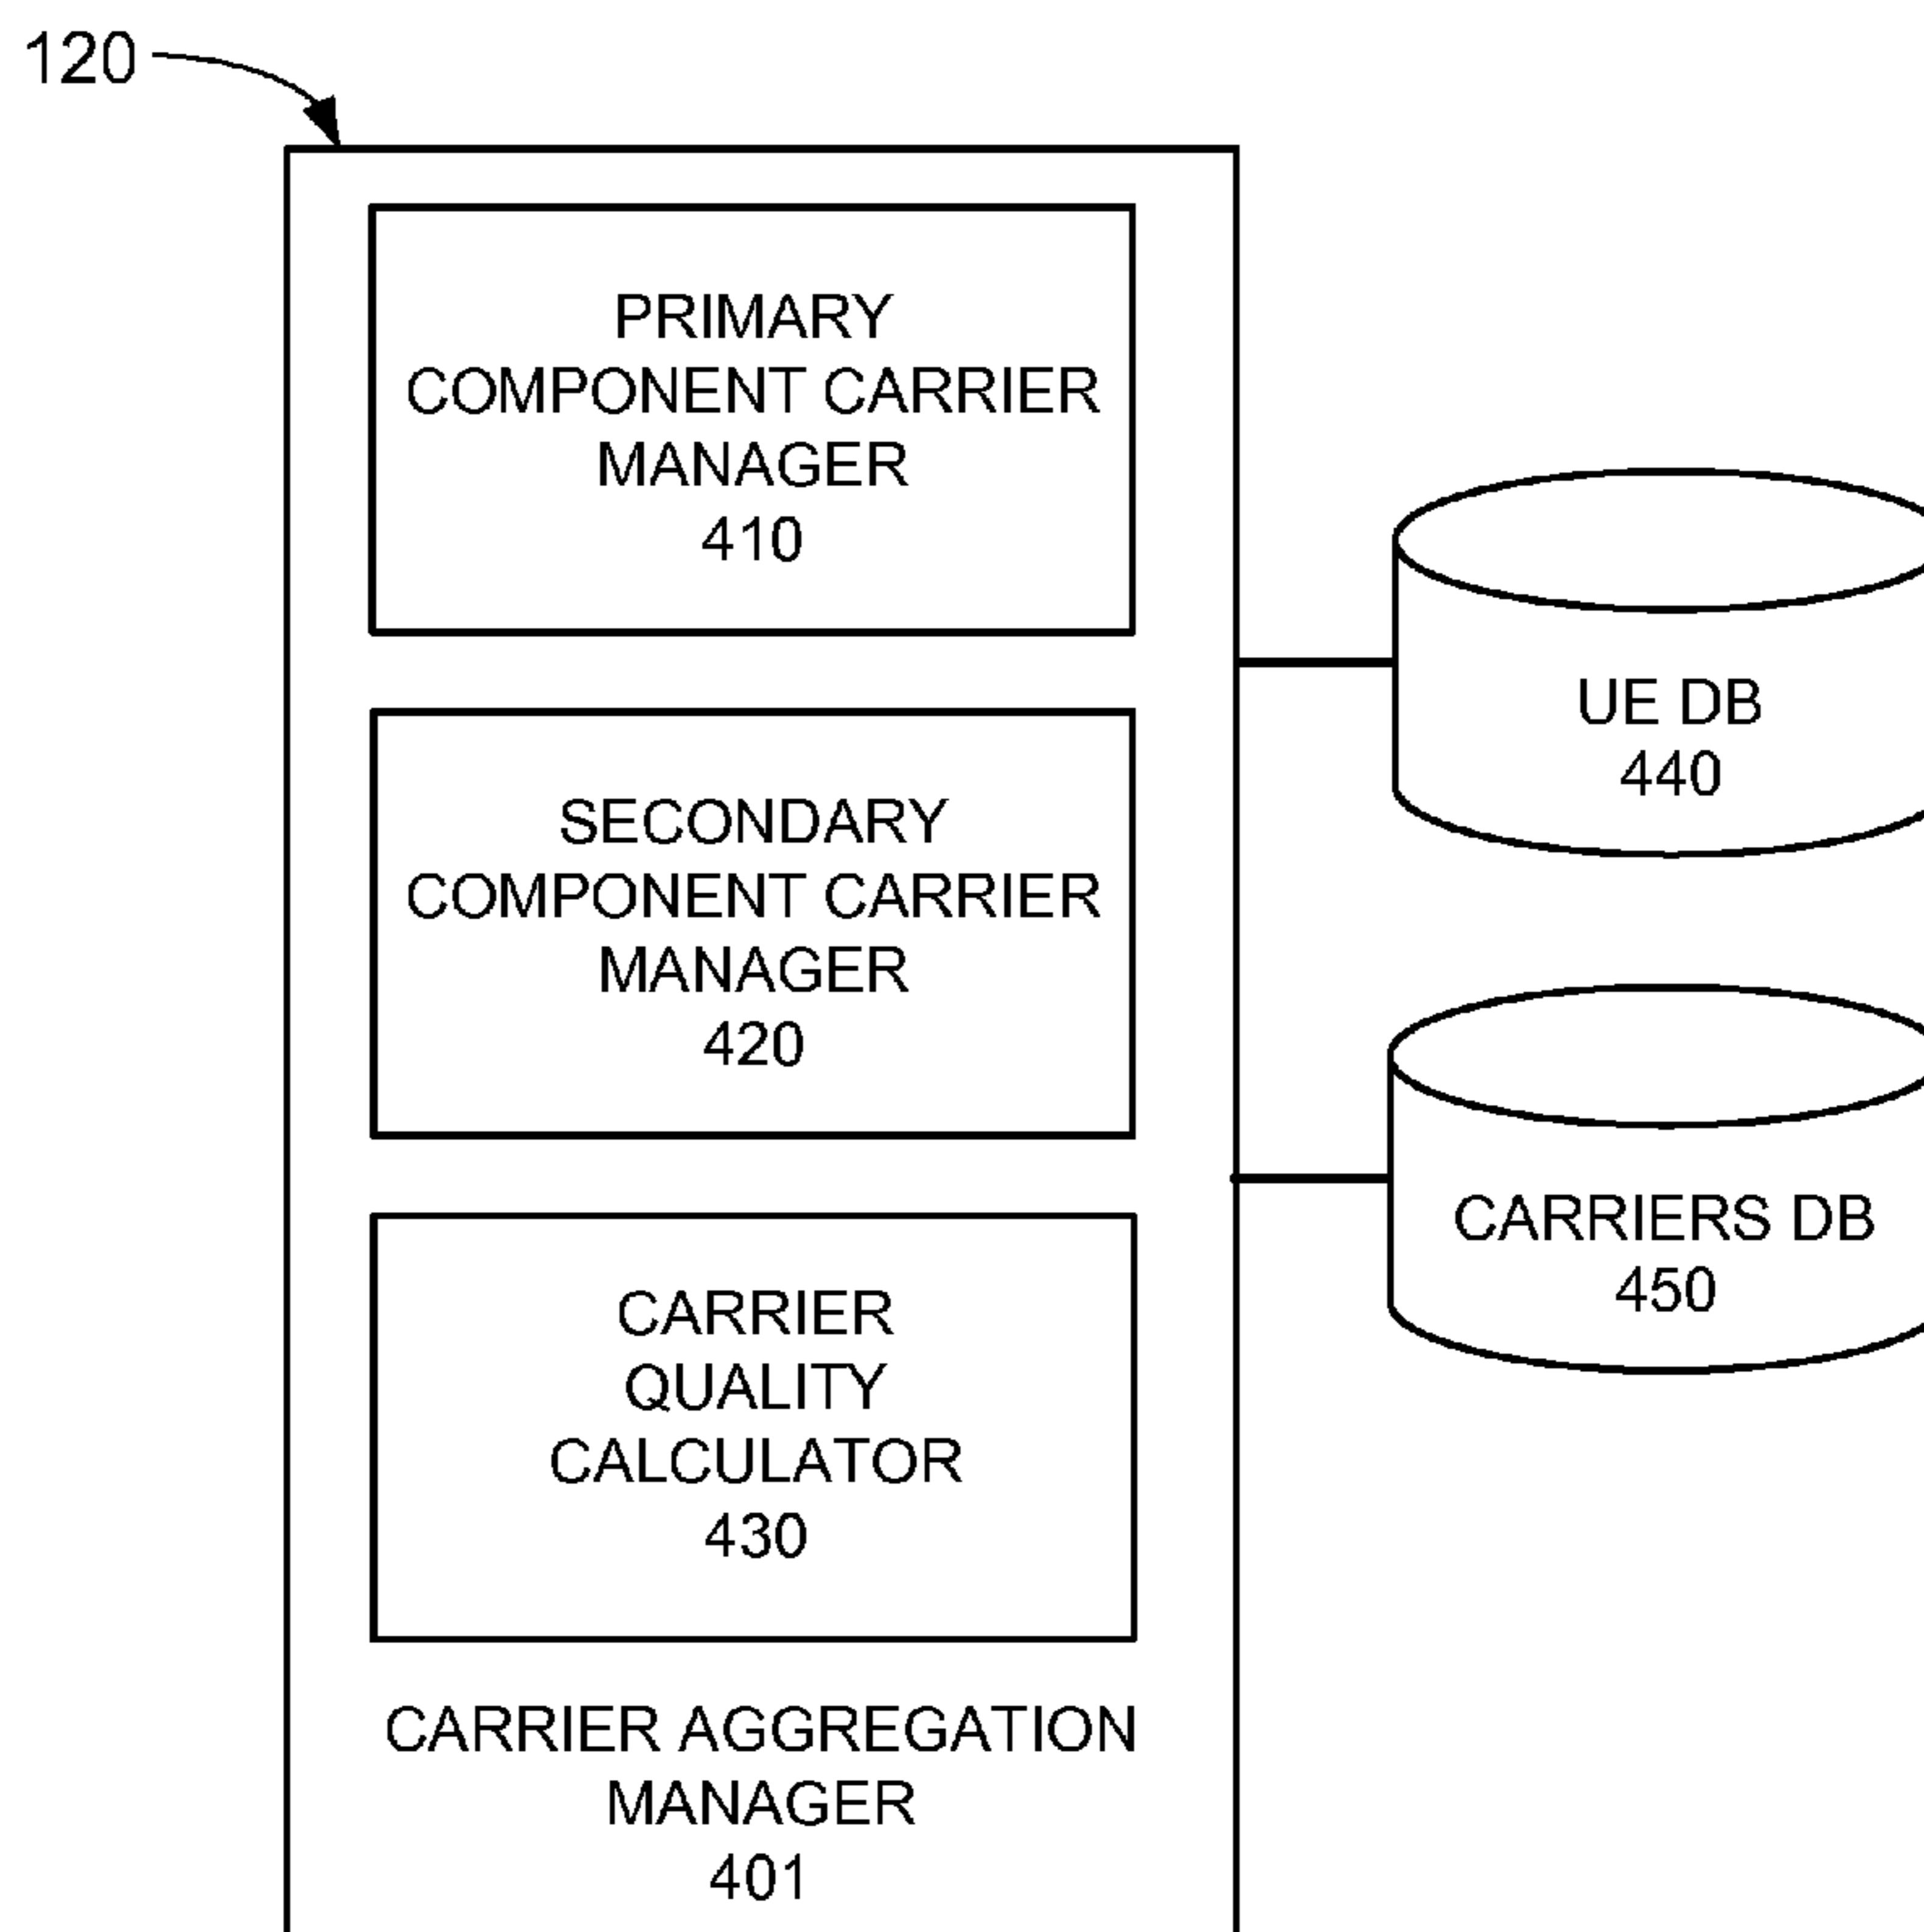 120
PRIMARY
COMPONENT CARRIER
MANAGER
410
SECONDARY
COMPONENT CARRIER
MANAGER
420
CARRIER
QUALITY
CALCULATOR
430
CARRIER AGGREGATION
MANAGER
401
UE DB
440
CARRIERS DB
450